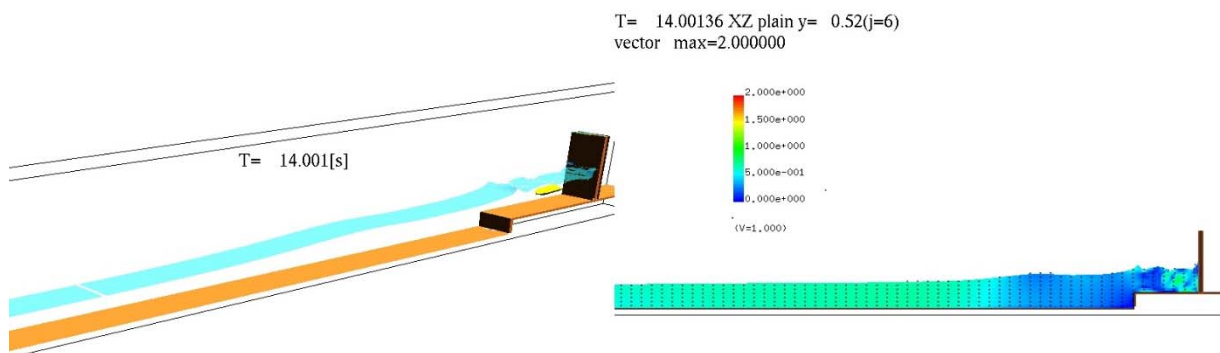 T= 14.001[s]
T= 14.00136 XZ plain y= 0.52(j=6)
vector max=2.000000
2.000e+000
1.500e+000
1.000e+000
5.000e-001
0.000e+000
(V=1.000)